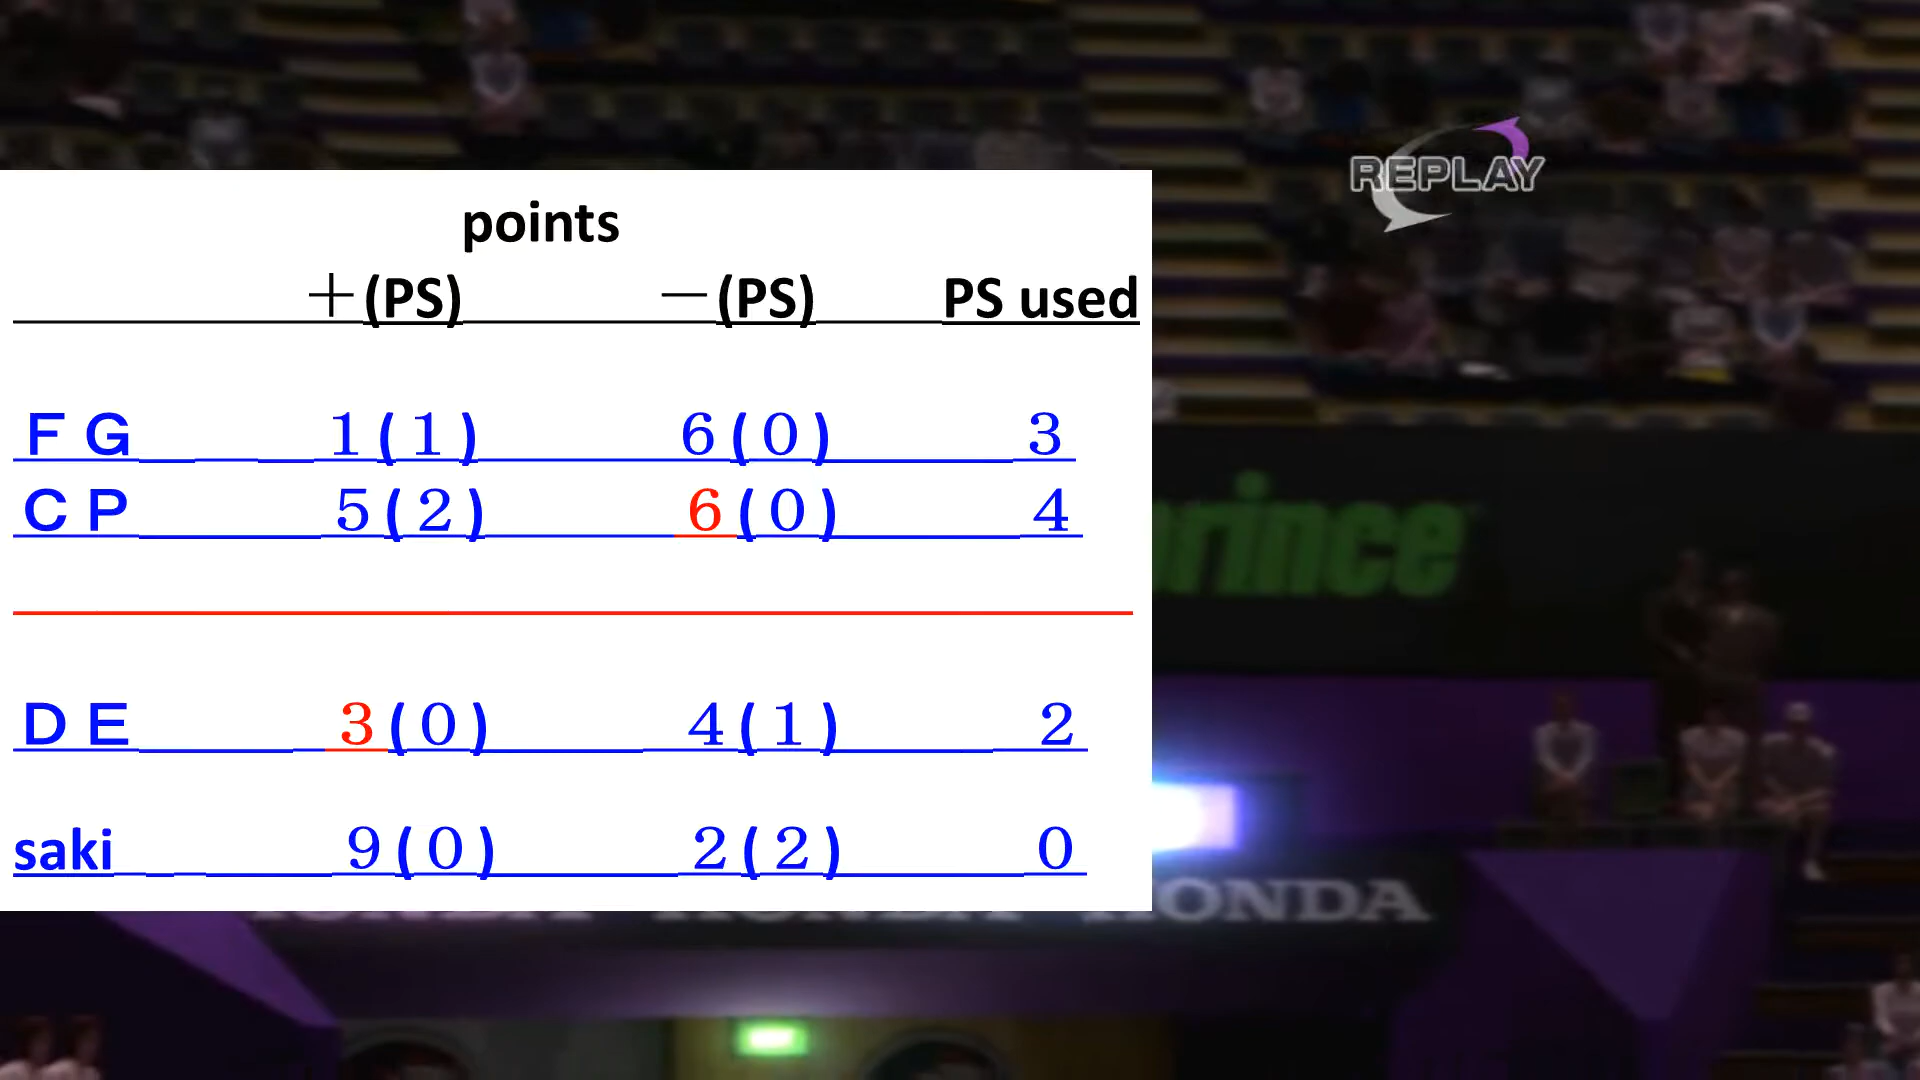 REPLAY
points
＋(PS) －(PS) PS used
ＦＧ 1(1) 6(0) 3
ＣＰ 5(2) 6(0) 4
ＤＥ 3(0) 4(1) 2
saki 9(0) 2(2) 0
rince
HONDA